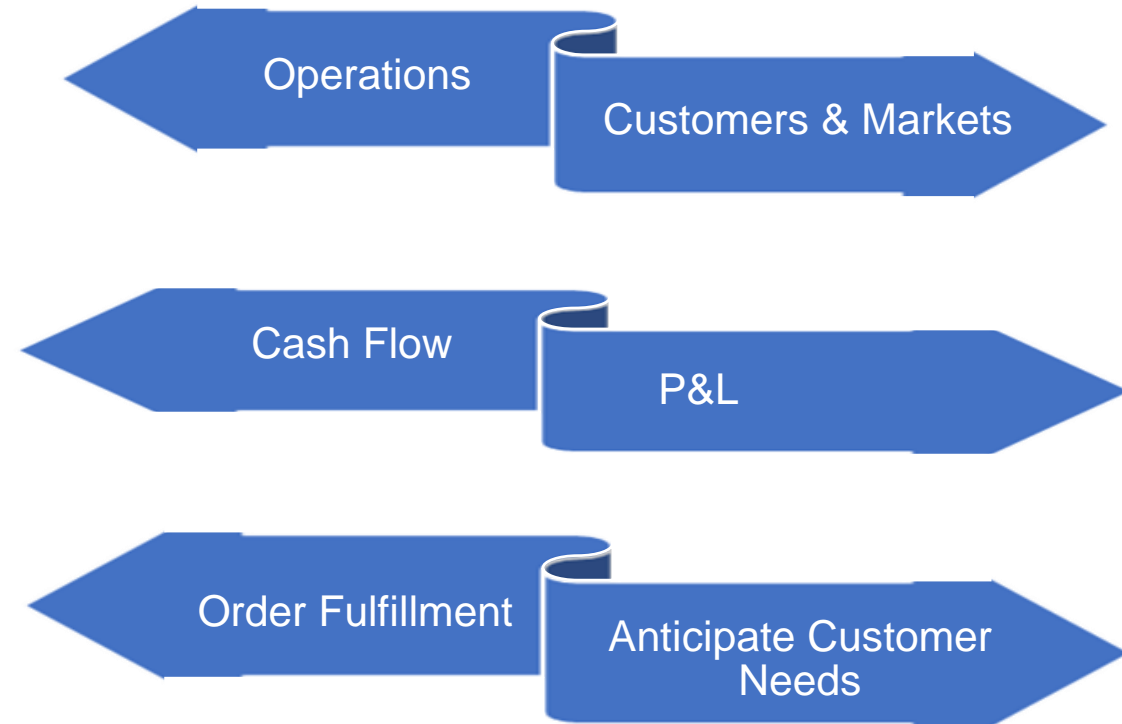 Operations
Customers & Markets
Cash Flow
P&L
Order Fulfillment
Anticipate Customer
Needs